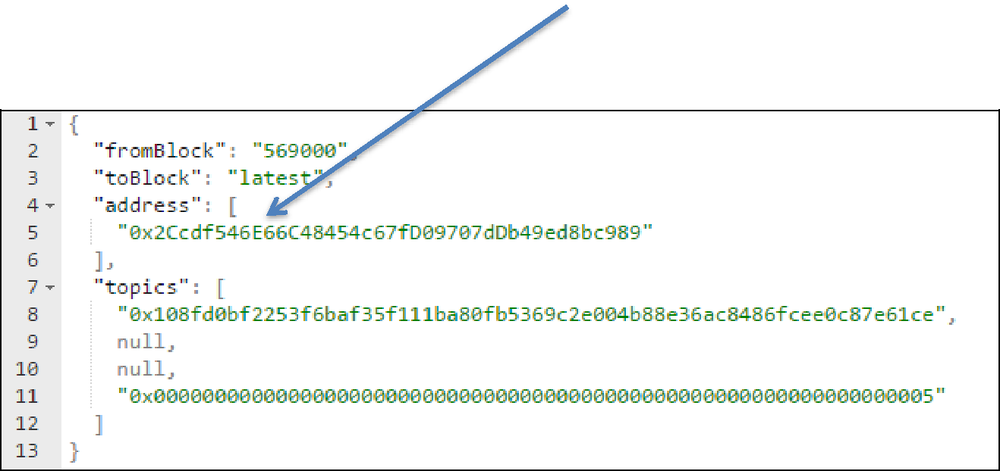 1 {
2 "fromBlock": "569000",
3 "toBlock": "latest",
4 "address": [
5 "0x2Ccdf546E66C48454c67fD09707dDb49ed8bc989"
6 ],
7 "topics": [
8 "0x108fd0bf2253f6baf35f111ba80fb5369c2e004b88e36ac8486fcee0c87e61ce",
9 null,
10 null,
11 "0x0000000000000000000000000000000000000000000000000000000000000005"
12 ]
13 }